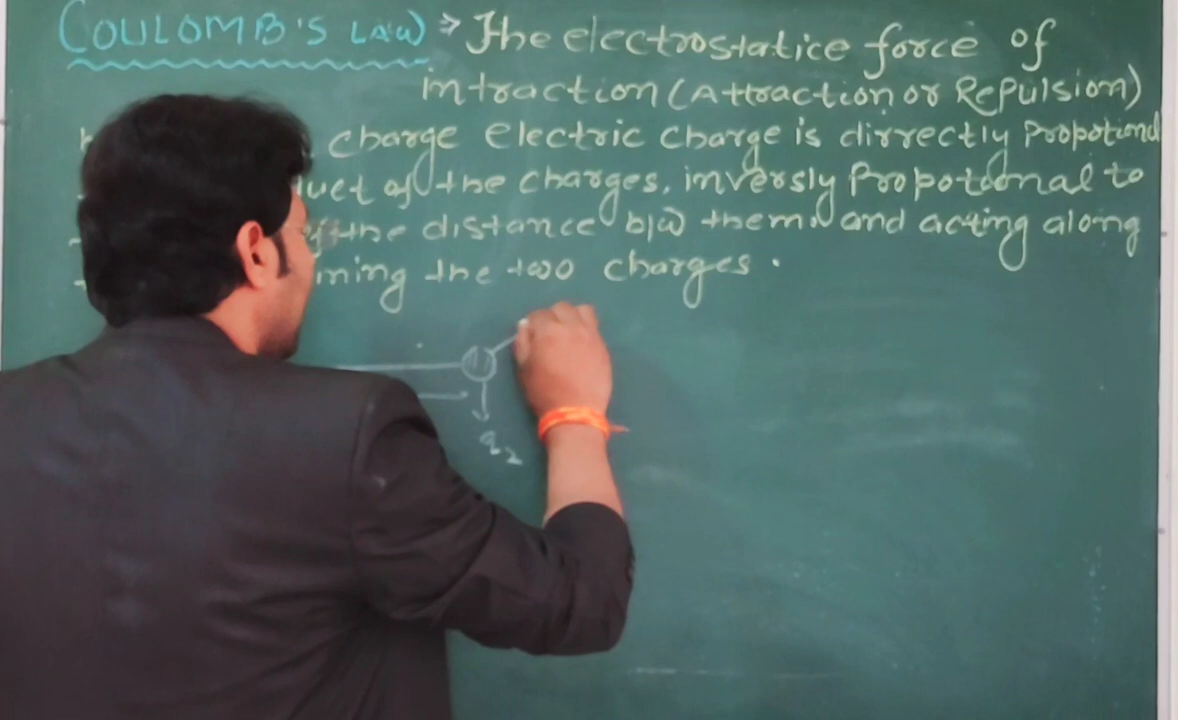 COULOMB'S LAW → The electrostatice force of
intraction (Attraction or Repulsion)
charge electric charge is dirrectly Propotional
uct of the charges, inversly Propotional to
of the distance b/w them. and acting along
ining the two charges.
q2